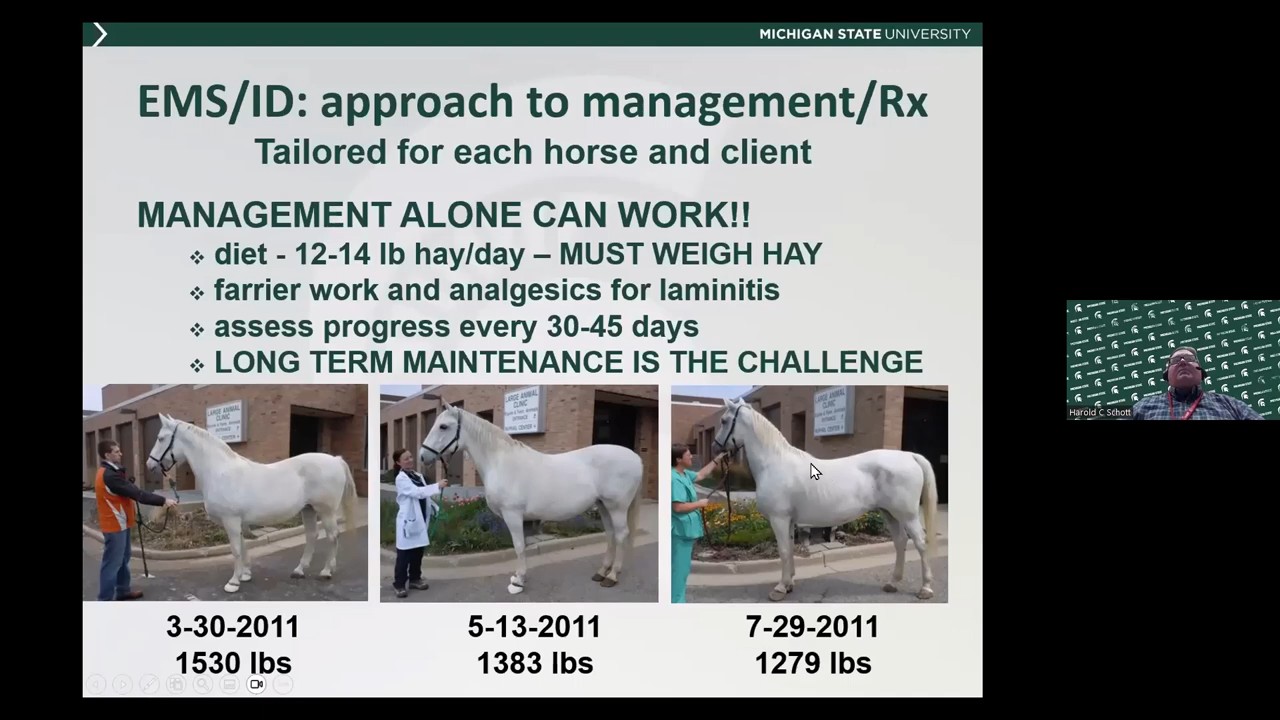 MICHIGAN STATE UNIVERSITY
EMS/ID: approach to management/Rx
Tailored for each horse and client
MANAGEMENT ALONE CAN WORK!!
❖ diet - 12-14 lb hay/day – MUST WEIGH HAY
❖ farrier work and analgesics for laminitis
❖ assess progress every 30-45 days
❖ LONG TERM MAINTENANCE IS THE CHALLENGE
LARGE ANIMAL
CLINIC
LARGE ANIMAL
CLINIC
LARGE ANIMAL
CLINIC
3-30-2011
1530 lbs
5-13-2011
1383 lbs
7-29-2011
1279 lbs
Harold C Schott